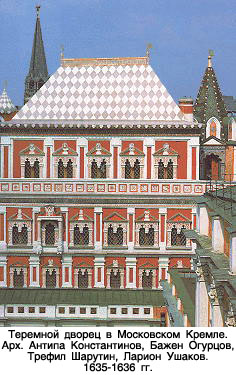 Теремной дворец в Московском Кремле.
Арх. Антипа Константинов, Бажен Огурцов,
Трефил Шарутин, Ларион Ушаков.
1635-1636 гг.